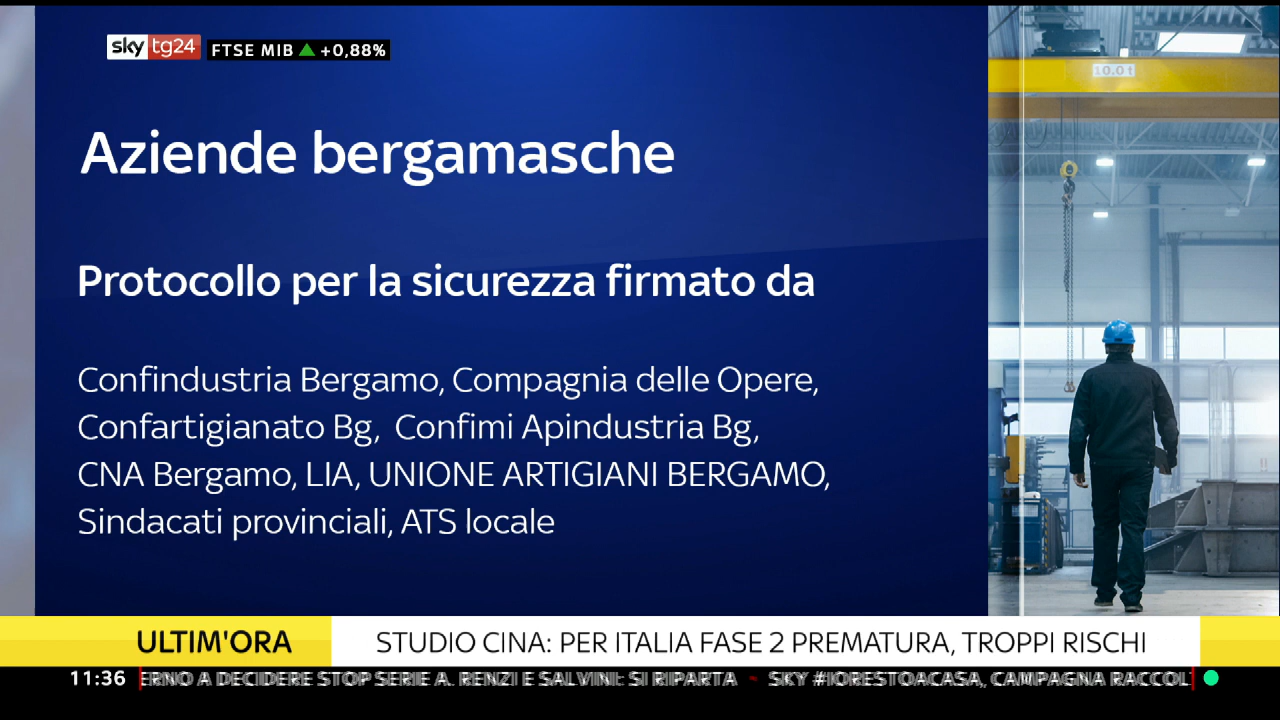 sky tg24 FTSE MIB +0,88%
10.0 t
Aziende bergamasche
Protocollo per la sicurezza firmato da
Confindustria Bergamo, Compagnia delle Opere,
Confartigianato Bg, Confimi Apindustria Bg,
CNA Bergamo, LIA, UNIONE ARTIGIANI BERGAMO,
Sindacati provinciali, ATS locale
ULTIM'ORA STUDIO CINA: PER ITALIA FASE 2 PREMATURA, TROPPI RISCHI
11:36 ERNO A DECIDERE STOP SERIE A. RENZI E SALVINI: SI RIPARTA - SKY #IORESTOACASA, CAMPAGNA RACCOL